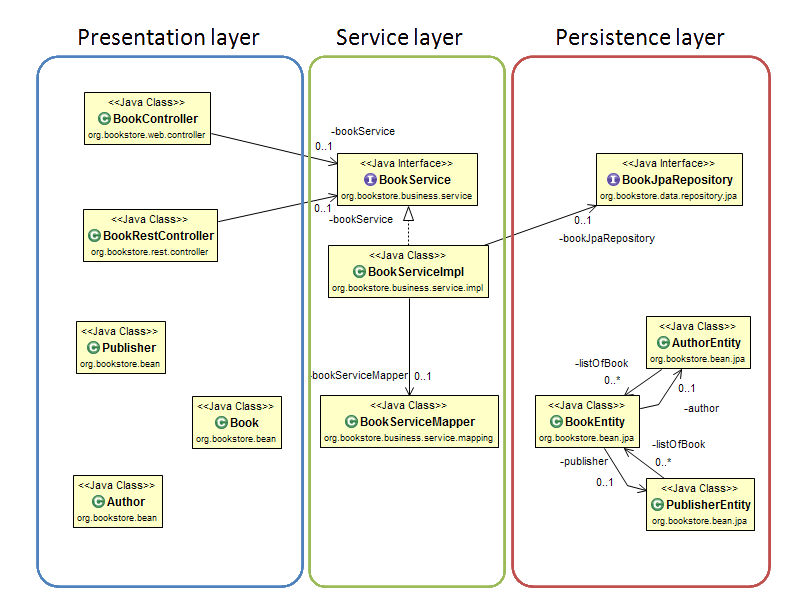 Presentation layer
Service layer
Persistence layer
<<Java Class>>
BookController
org.bookstore.web.controller
-bookService
0..1
<<Java Interface>>
BookService
org.bookstore.business.service
<<Java Interface>>
BookJpaRepository
org.bookstore.data.repository.jpa
<<Java Class>>
BookRestController
org.bookstore.rest.controller
0..1
-bookService
0..1
-bookJpaRepository
<<Java Class>>
BookServiceImpl
org.bookstore.business.service.impl
<<Java Class>>
Publisher
org.bookstore.bean
<<Java Class>>
AuthorEntity
org.bookstore.bean.jpa
-listOfBook
0..*
0..1
-author
-bookServiceMapper
0..1
<<Java Class>>
Book
org.bookstore.bean
<<Java Class>>
BookServiceMapper
org.bookstore.business.service.mapping
<<Java Class>>
BookEntity
org.bookstore.bean.jpa
-listOfBook
0..*
-publisher
0..1
<<Java Class>>
Author
org.bookstore.bean
<<Java Class>>
PublisherEntity
org.bookstore.bean.jpa